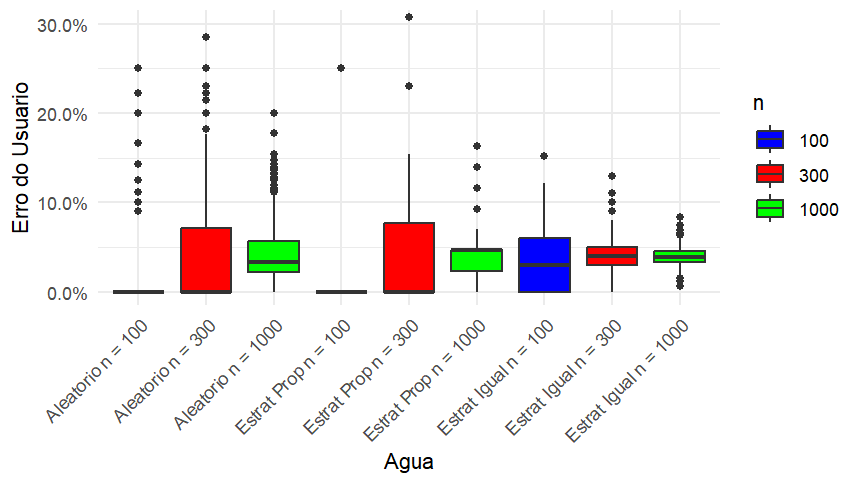 30.0%
20.0%
10.0%
0.0%
Erro do Usuario
Aleatorio n = 100
Aleatorio n = 300
Aleatorio n = 1000
Estrat Prop n = 100
Estrat Prop n = 300
Estrat Prop n = 1000
Estrat Igual n = 100
Estrat Igual n = 300
Estrat Igual n = 1000
Agua
n
100
300
1000